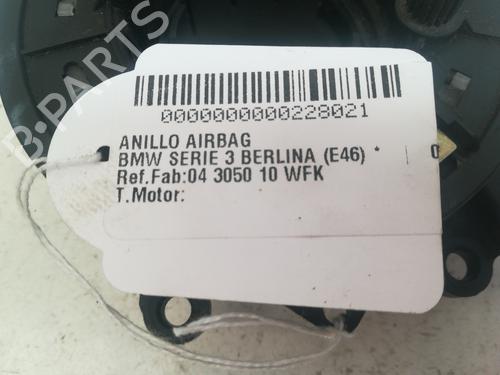 0000000000228021
ANILLO AIRBAG
BMW SERIE 3 BERLINA (E46) *
Ref.Fab:04 3050 10 WFK
T.Motor:
B-PARTS